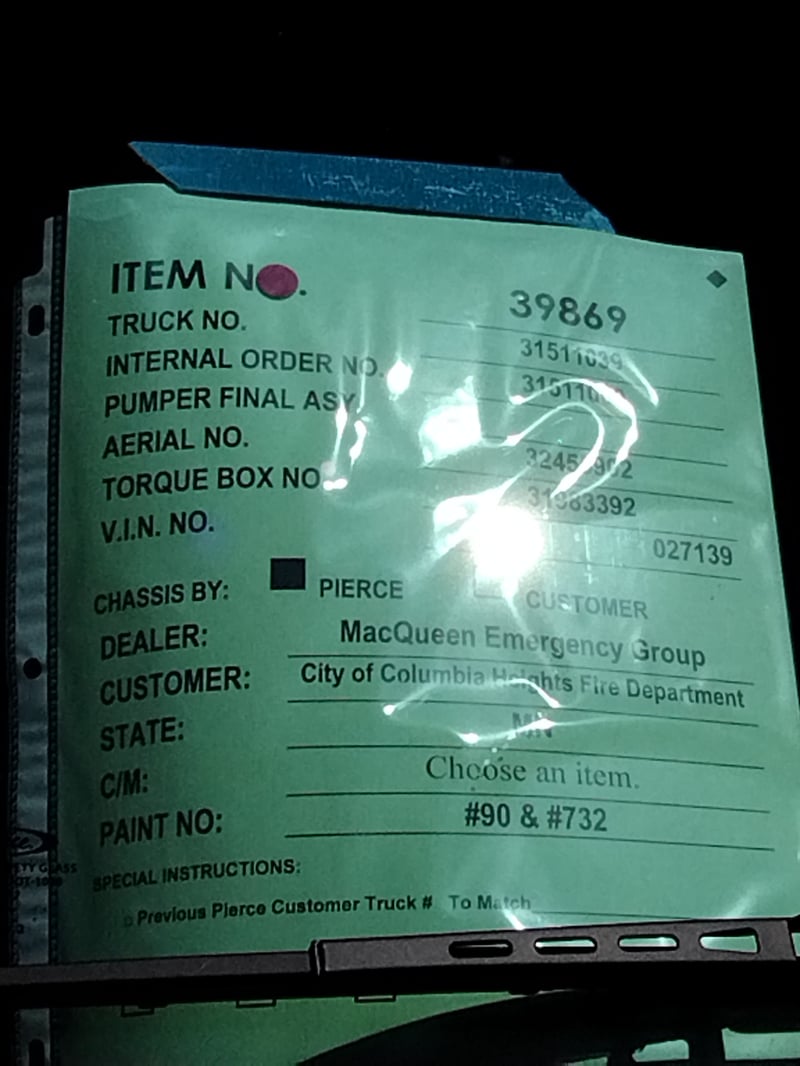 ITEM NO. 39869
TRUCK NO.
INTERNAL ORDER NO.
PUMPER FINAL ASY
AERIAL NO.
TORQUE BOX NO.
V.I.N. NO. 027139
CHASSIS BY: PIERCE CUSTOMER
DEALER: MacQueen Emergency Group
CUSTOMER: City of Columbia Heights Fire Department
STATE: MN
C/M: Choose an item.
PAINT NO: #90 & #732
SPECIAL INSTRUCTIONS:
Previous Pierce Customer Truck # To Match